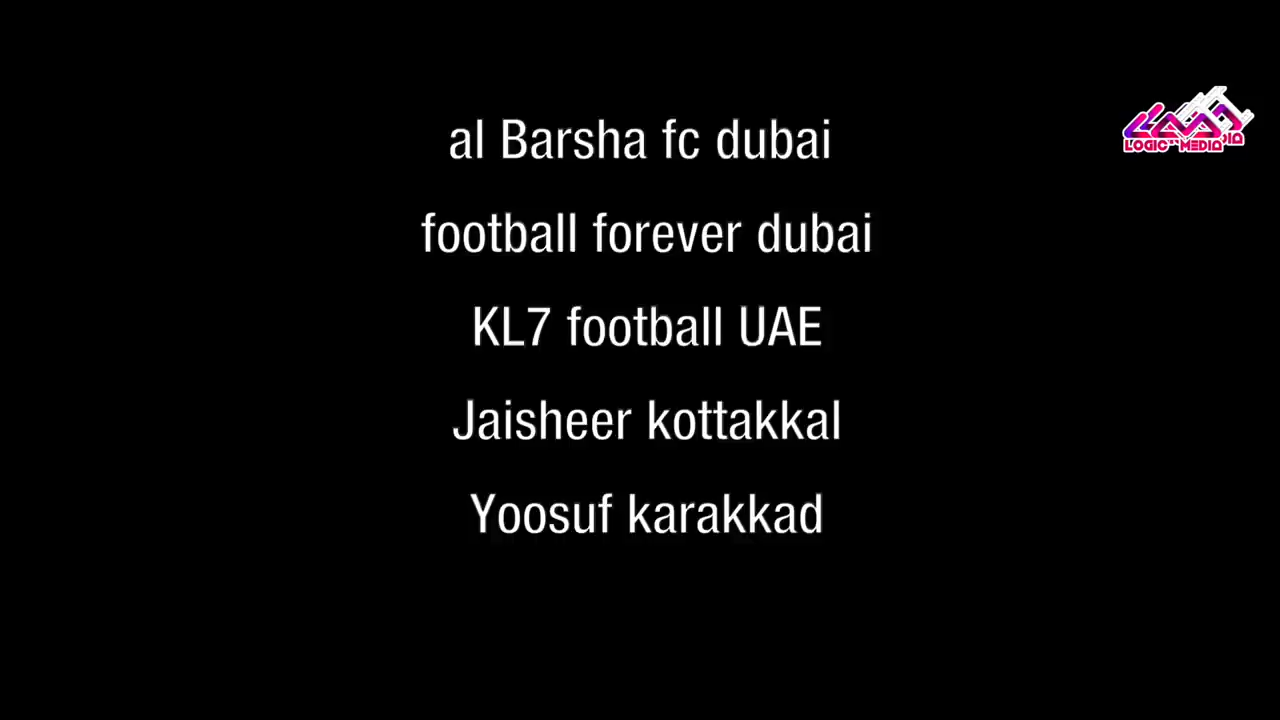 al Barsha fc dubai
football forever dubai
KL7 football UAE
Jaisheer kottakkal
Yoosuf karakkad
LOGIC MEDIA